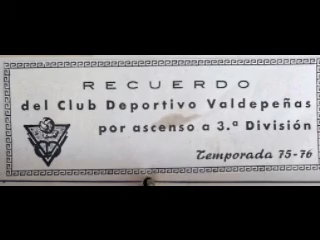 RECUERDO
del Club Deportivo Valdepeñas
por ascenso a 3.ª División
Temporada 75-76